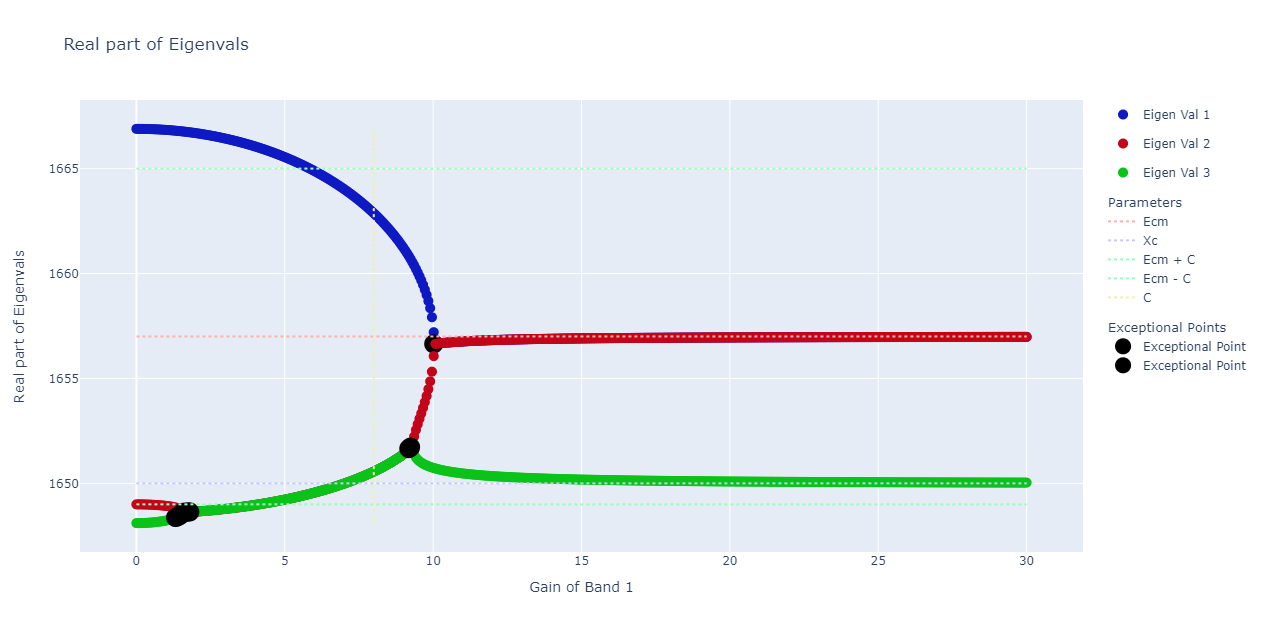 Real part of Eigenvals
Real part of Eigenvals
1665
1660
1655
1650
0 5 10 15 20 25 30
Gain of Band 1
Eigen Val 1
Eigen Val 2
Eigen Val 3
Parameters
Ecm
Xc
Ecm + C
Ecm - C
C
Exceptional Points
Exceptional Point
Exceptional Point